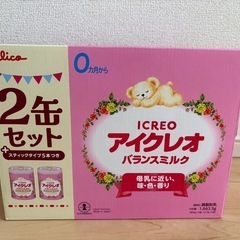 glico
0カ月から
2缶
セット
+スティックタイプ5本つき
ICREO
アイクレオ
バランスミルク
母乳に近い、
味・色・香り